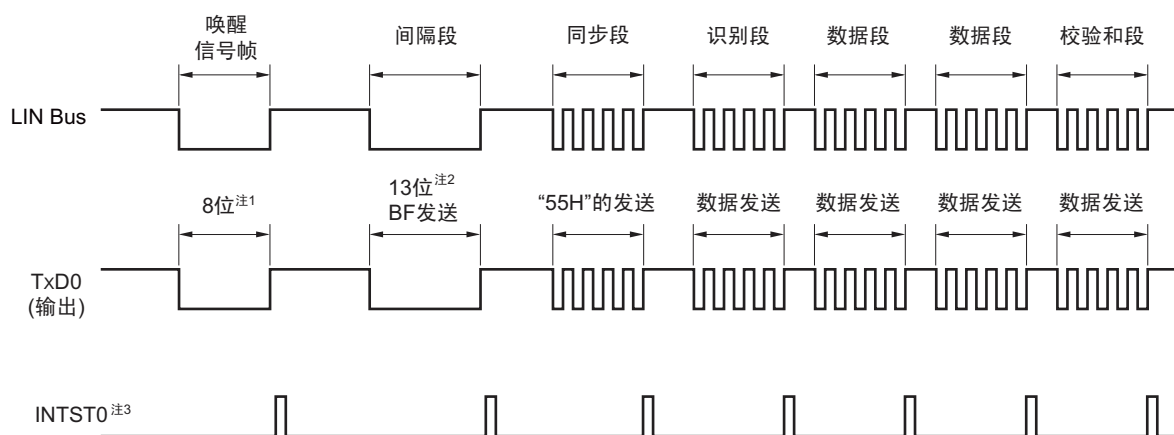 唤醒
信号帧
间隔段
同步段
识别段
数据段
数据段
校验和段
LIN Bus
8位注1
13位注2
BF发送
“55H”的发送
数据发送
数据发送
数据发送
数据发送
TxD0
(输出)
INTST0注3